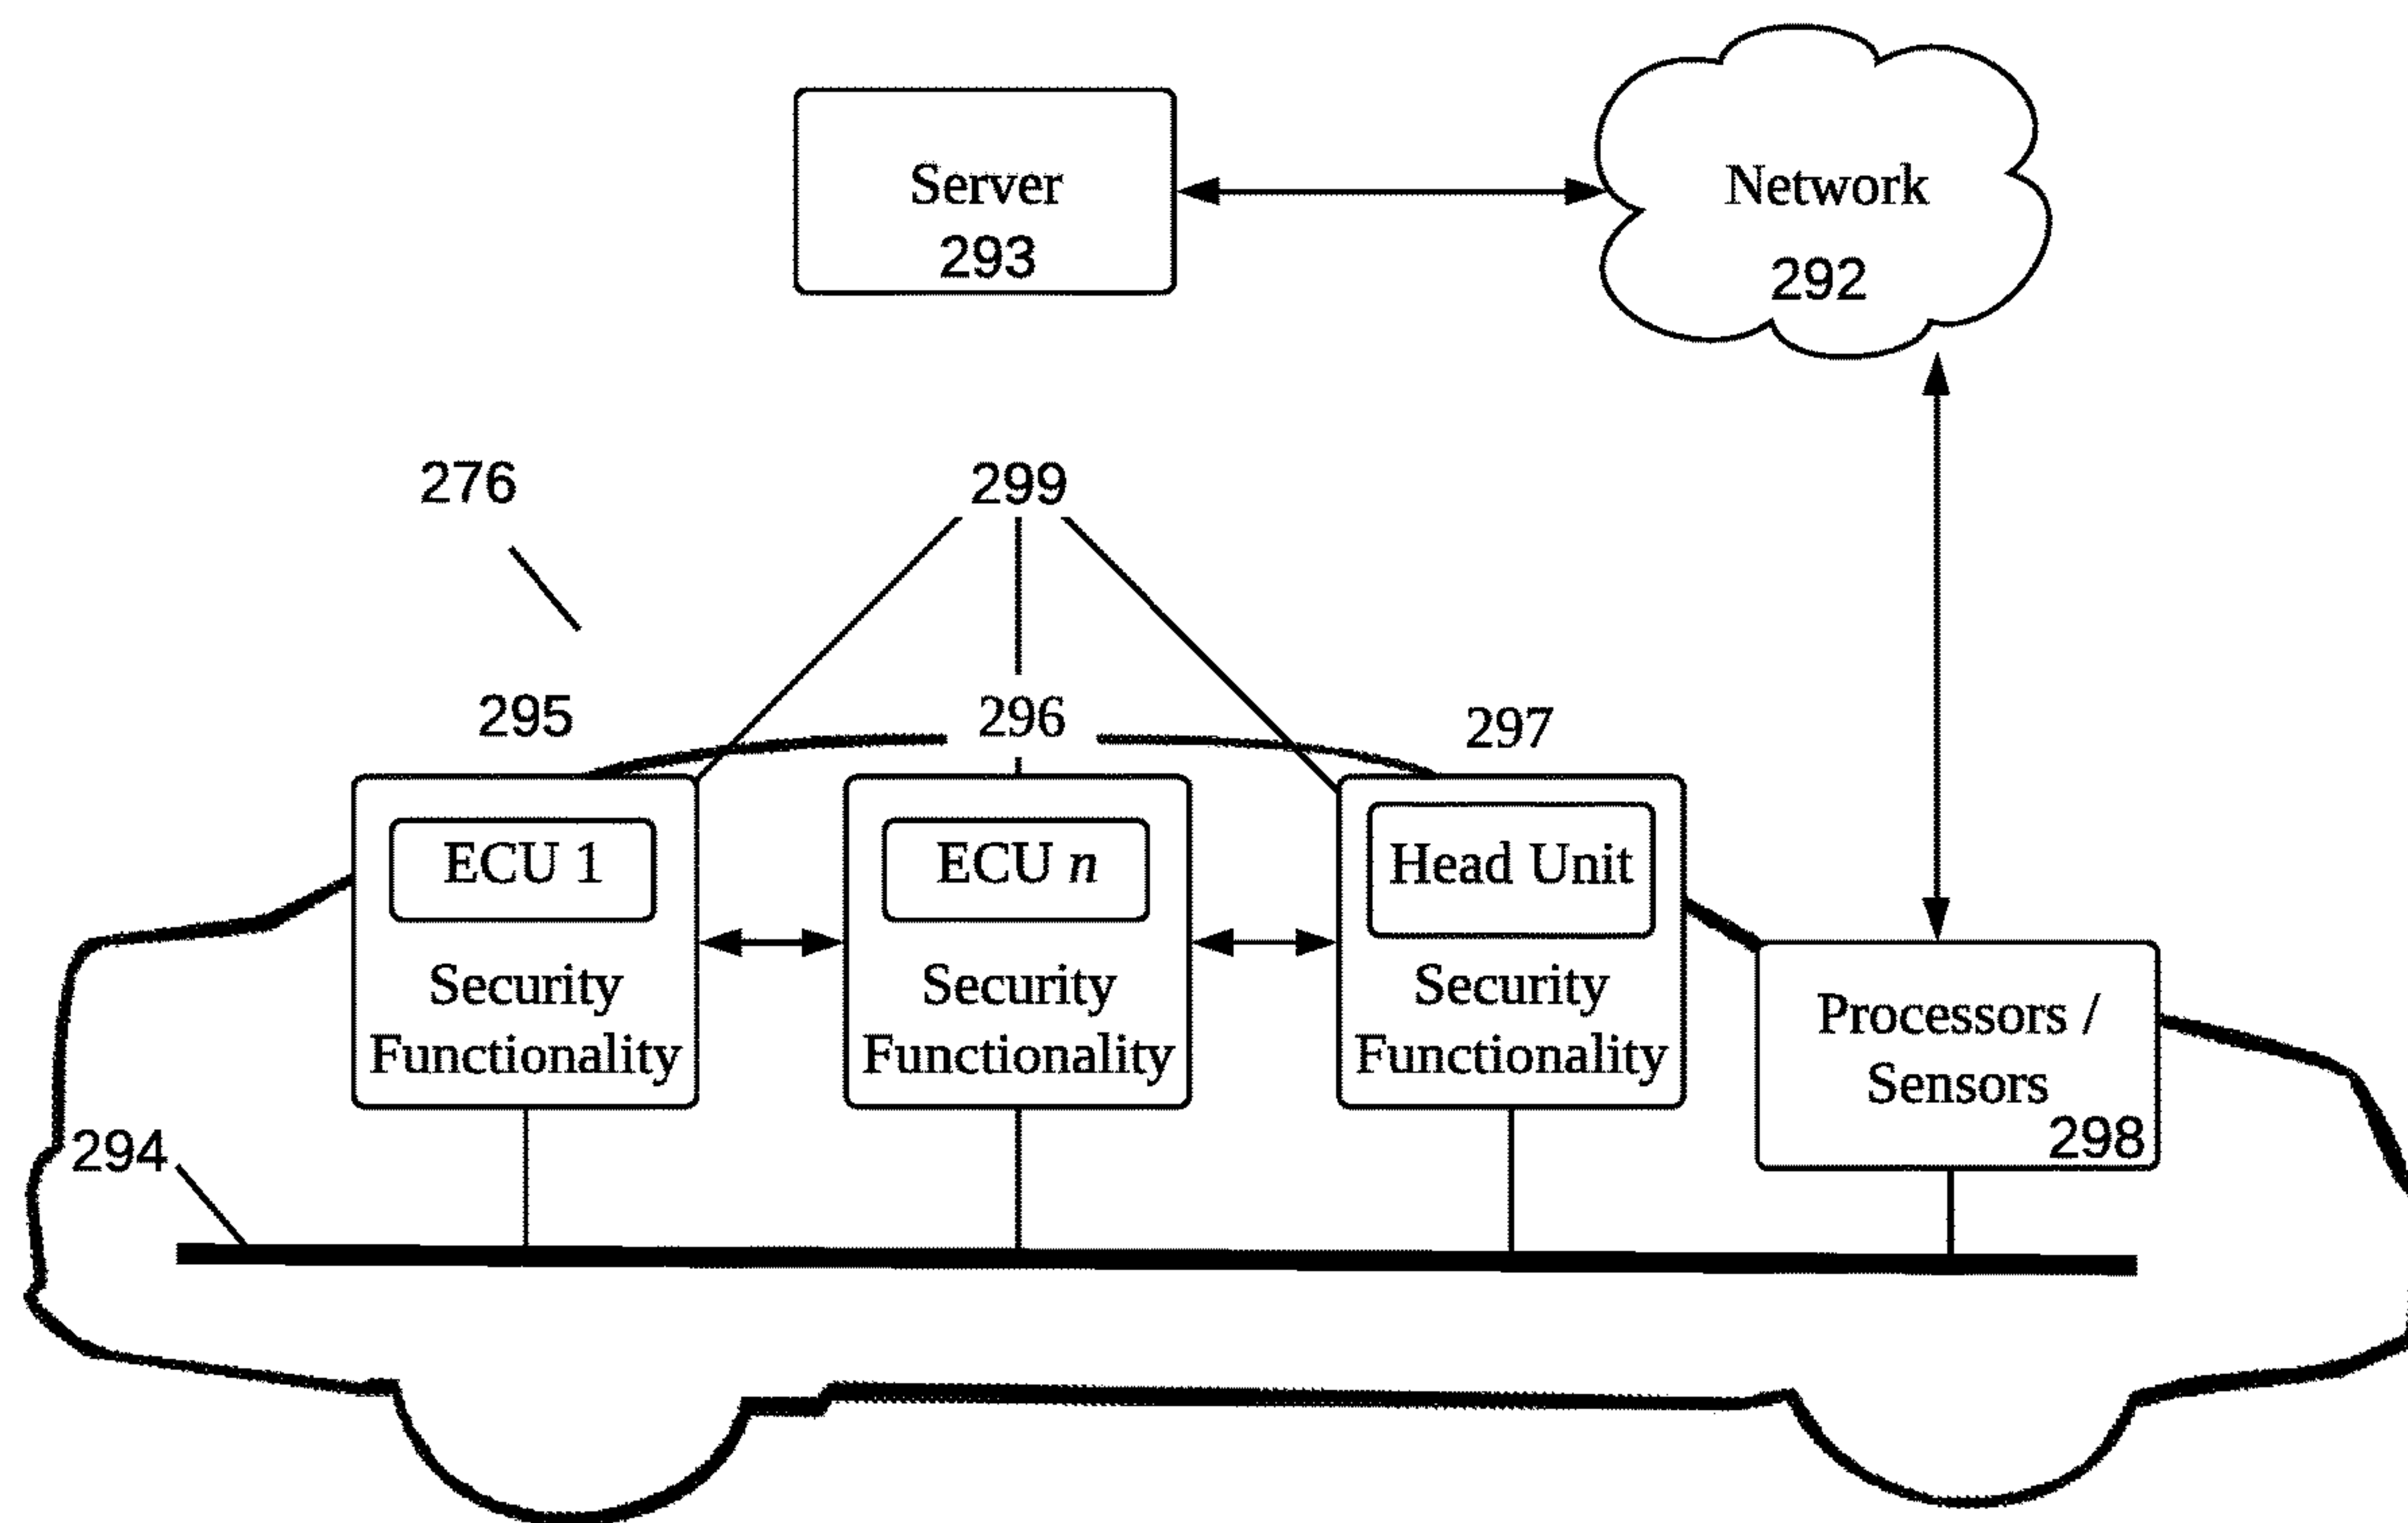 Server
293
Network
292
276
299
295
296
297
ECU 1
Security
Functionality
ECU n
Security
Functionality
Head Unit
Security
Functionality
Processors /
Sensors
298
294